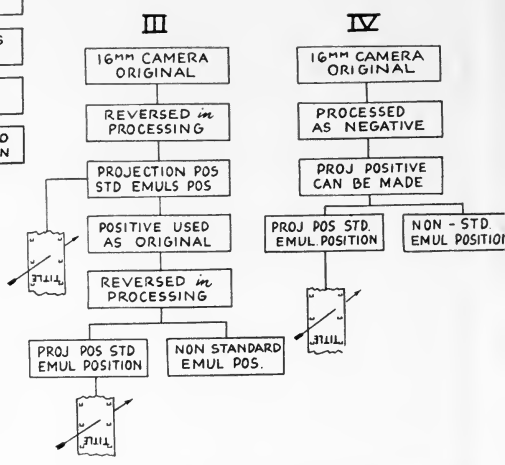 III
16MM CAMERA
ORIGINAL
REVERSED in
PROCESSING
PROJECTION POS
STD EMULS POS
TITLE
POSITIVE USED
AS ORIGINAL
REVERSED in
PROCESSING
PROJ POS STD
EMUL POSITION
NON STANDARD
EMUL POS.
TITLE
IV
16MM CAMERA
ORIGINAL
PROCESSED
AS NEGATIVE
PROJ POSITIVE
CAN BE MADE
PROJ POS STD.
EMUL. POSITION
NON - STD.
EMUL POSITION
TITLE
S
O
N